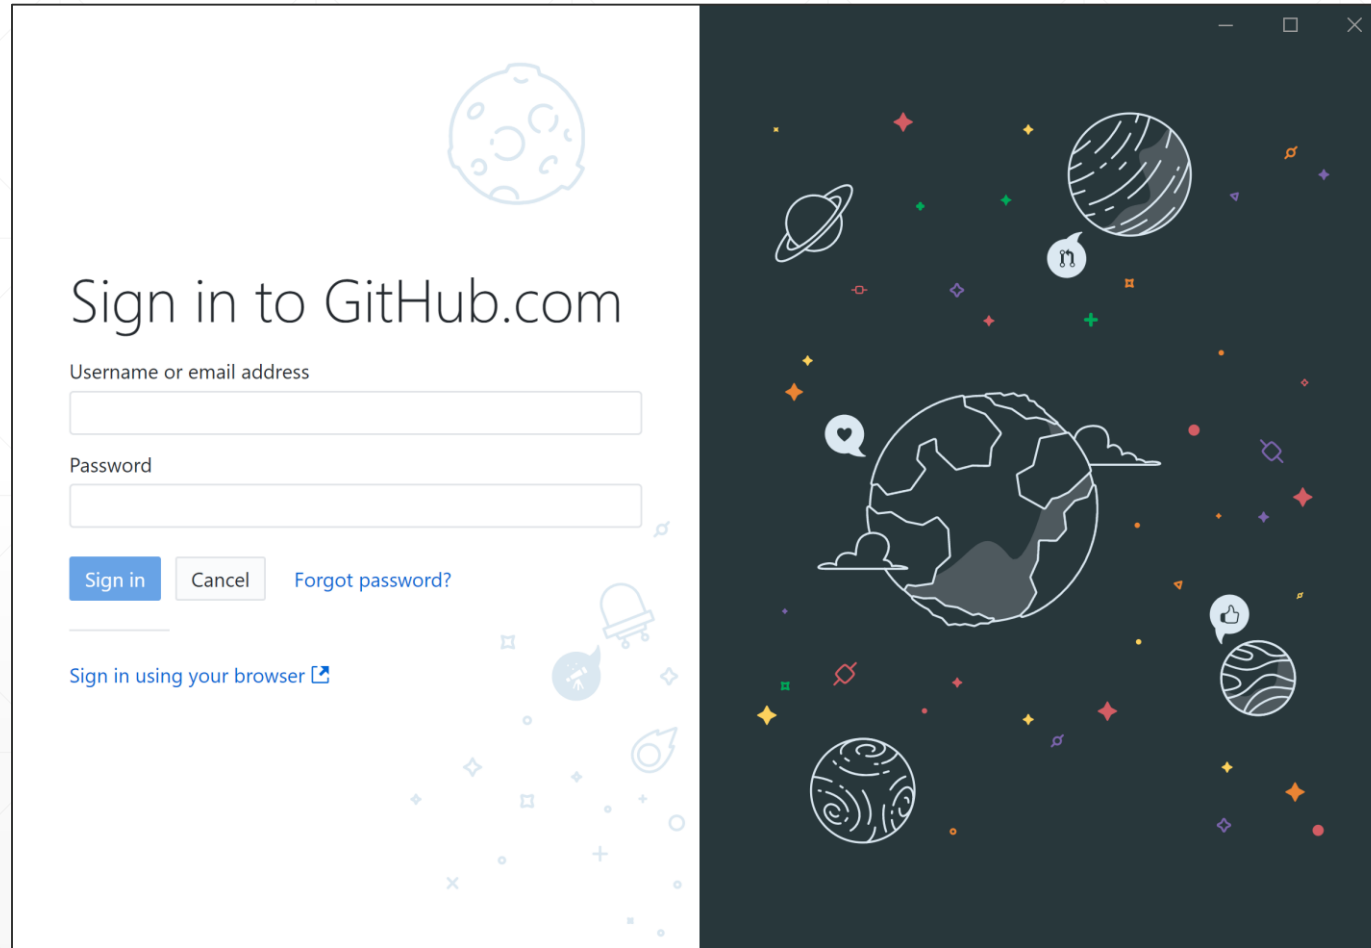 Sign in to GitHub.com
Username or email address
Password
Sign in
Cancel
Forgot password?
Sign in using your browser